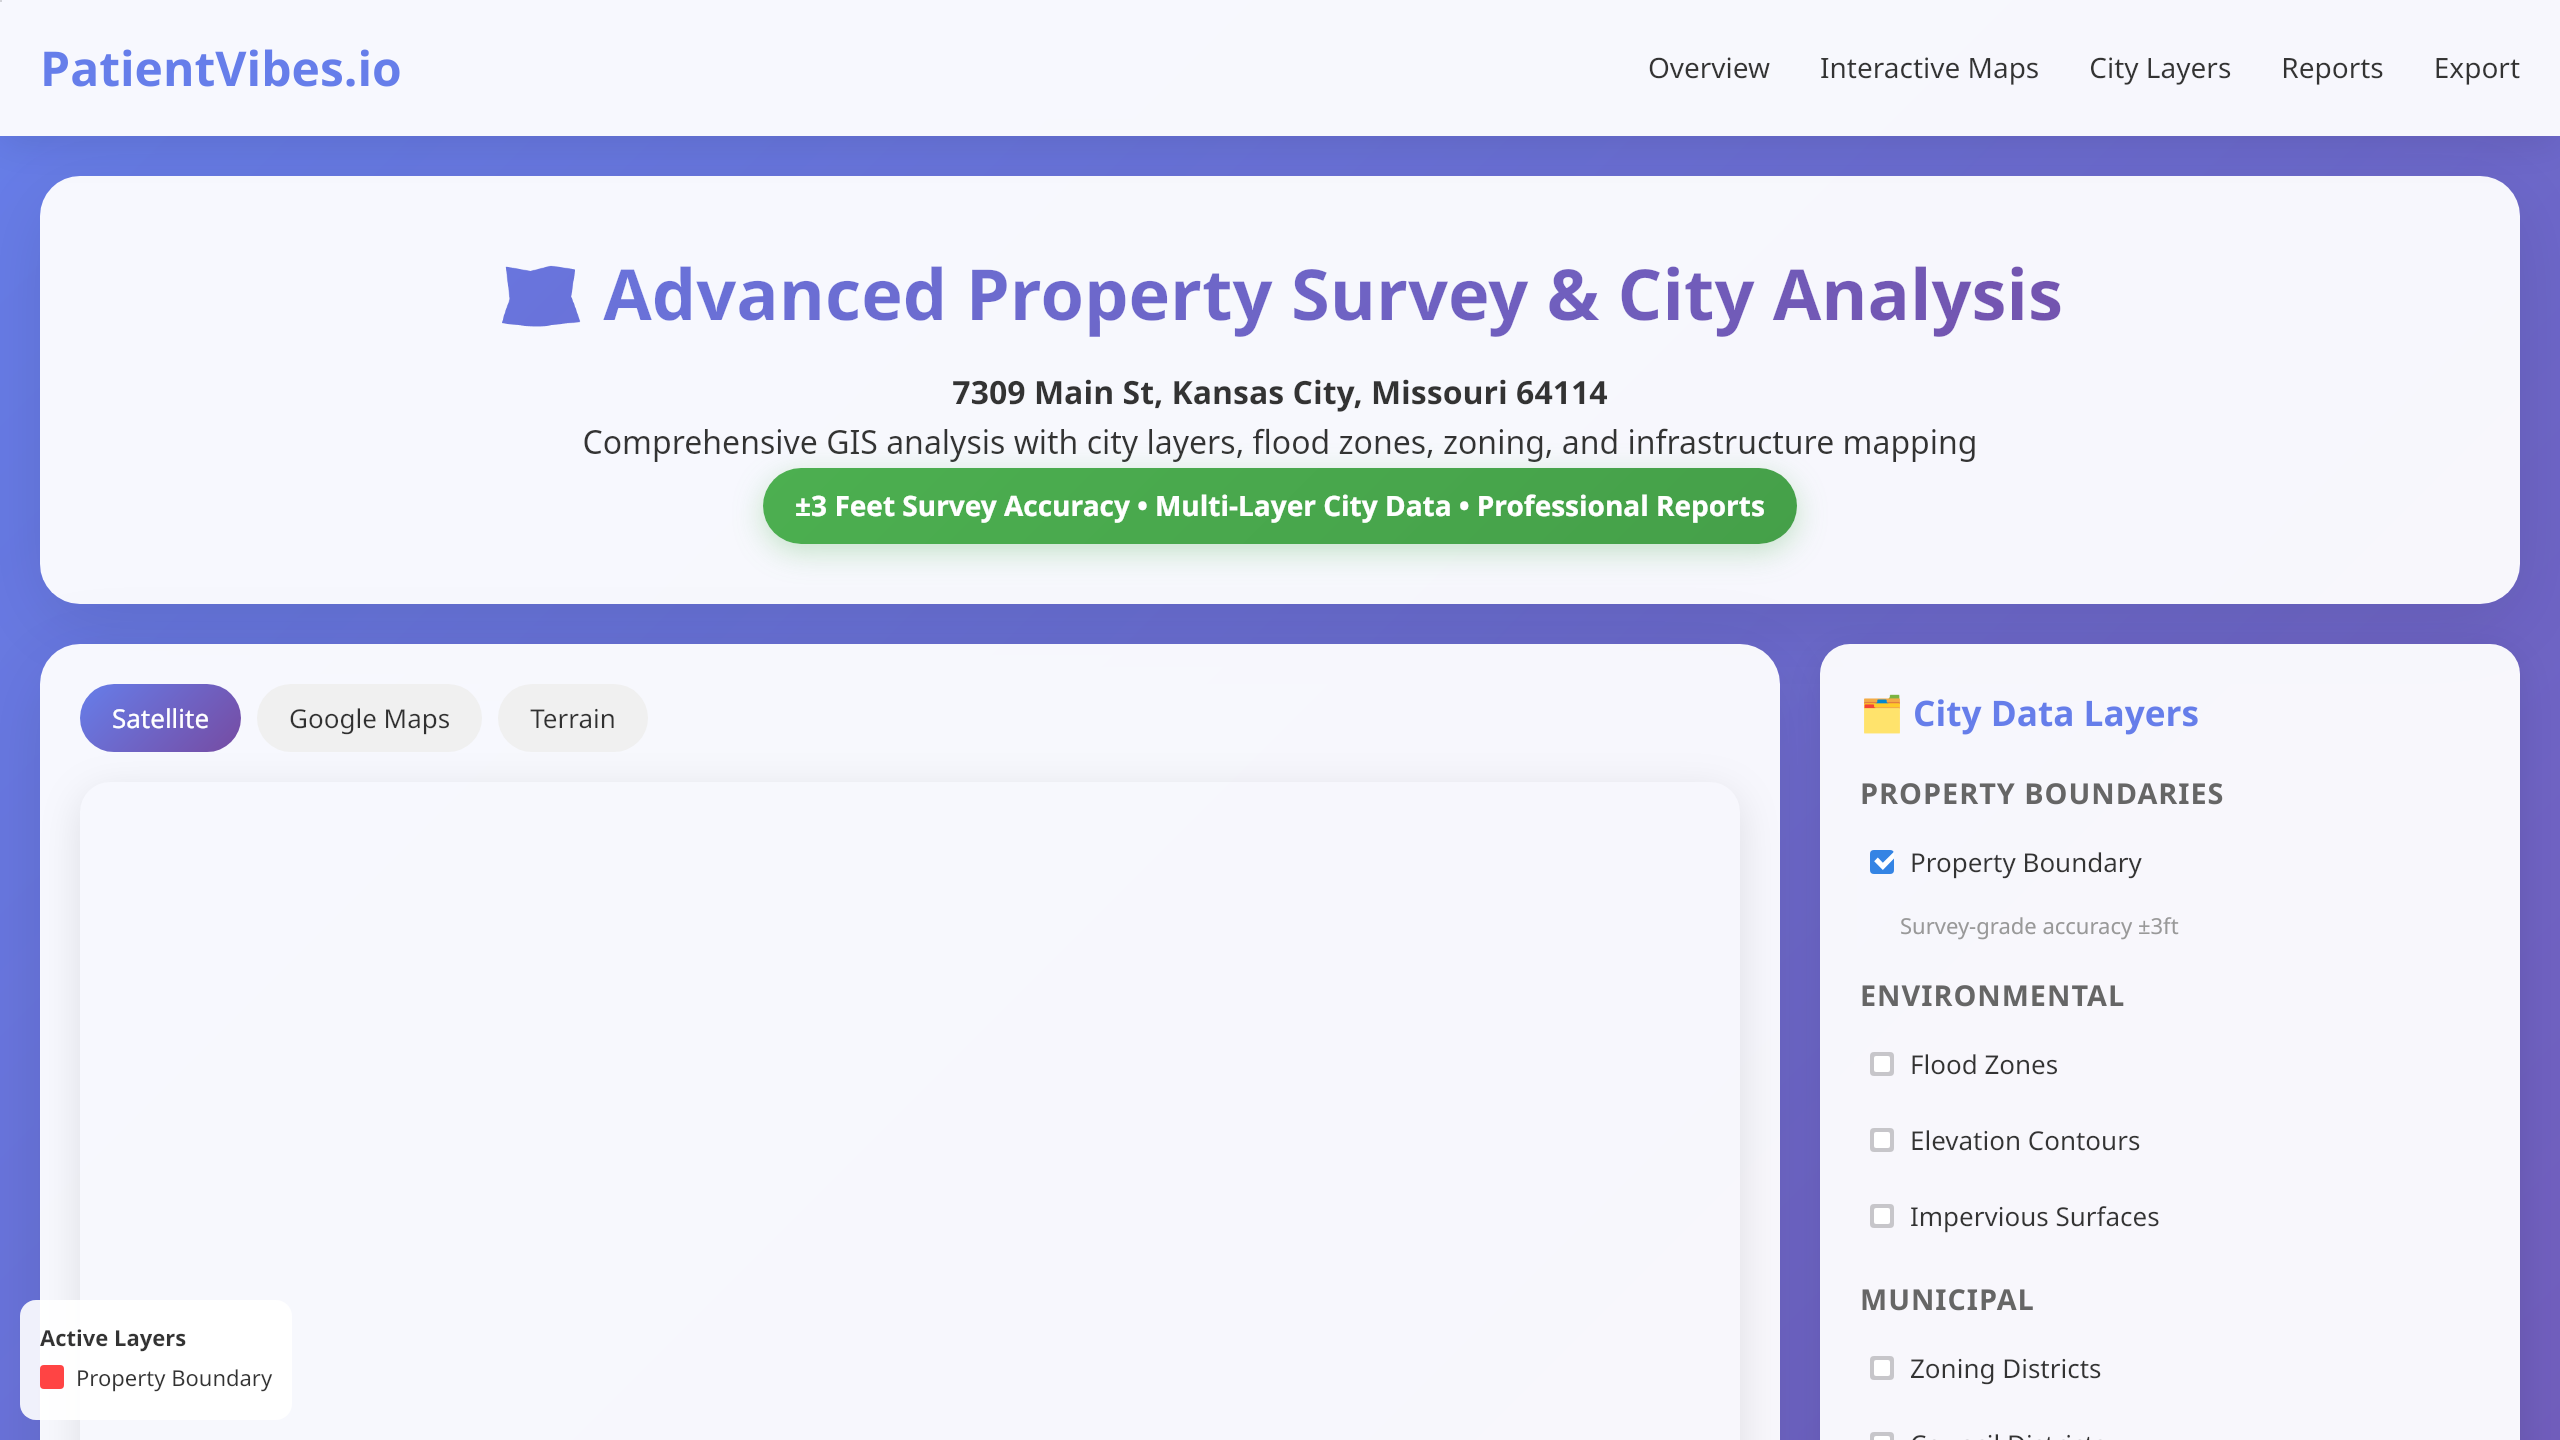 PatientVibes.io
Overview
Interactive Maps
City Layers
Reports
Export
Advanced Property Survey & City Analysis
7309 Main St, Kansas City, Missouri 64114
Comprehensive GIS analysis with city layers, flood zones, zoning, and infrastructure mapping
±3 Feet Survey Accuracy • Multi-Layer City Data • Professional Reports
Satellite
Google Maps
Terrain
City Data Layers
PROPERTY BOUNDARIES
Property Boundary
Survey-grade accuracy ±3ft
ENVIRONMENTAL
Flood Zones
Elevation Contours
Impervious Surfaces
MUNICIPAL
Zoning Districts
Active Layers
Property Boundary